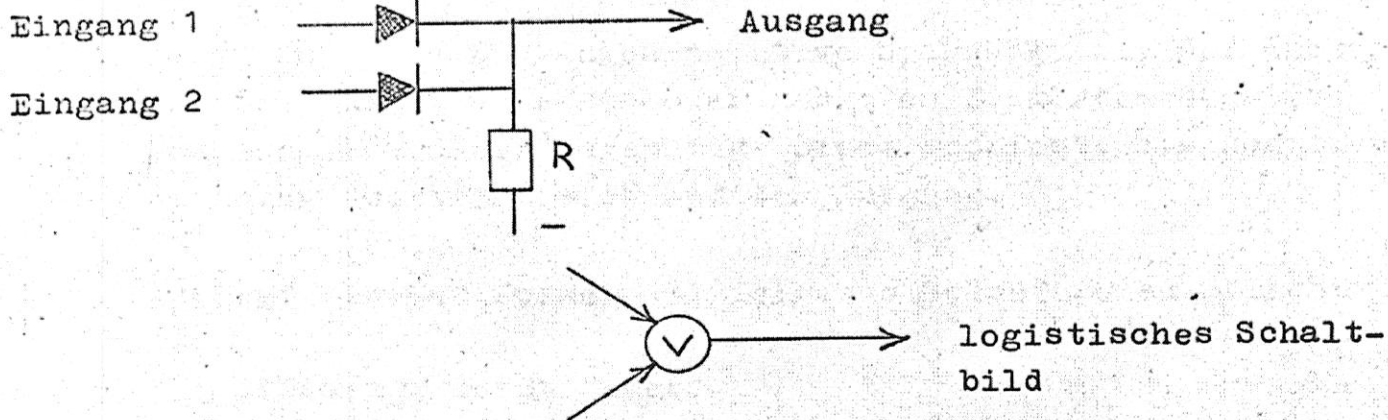 Eingang 1
Ausgang
Eingang 2
R
–
V
logistisches Schalt-
bild